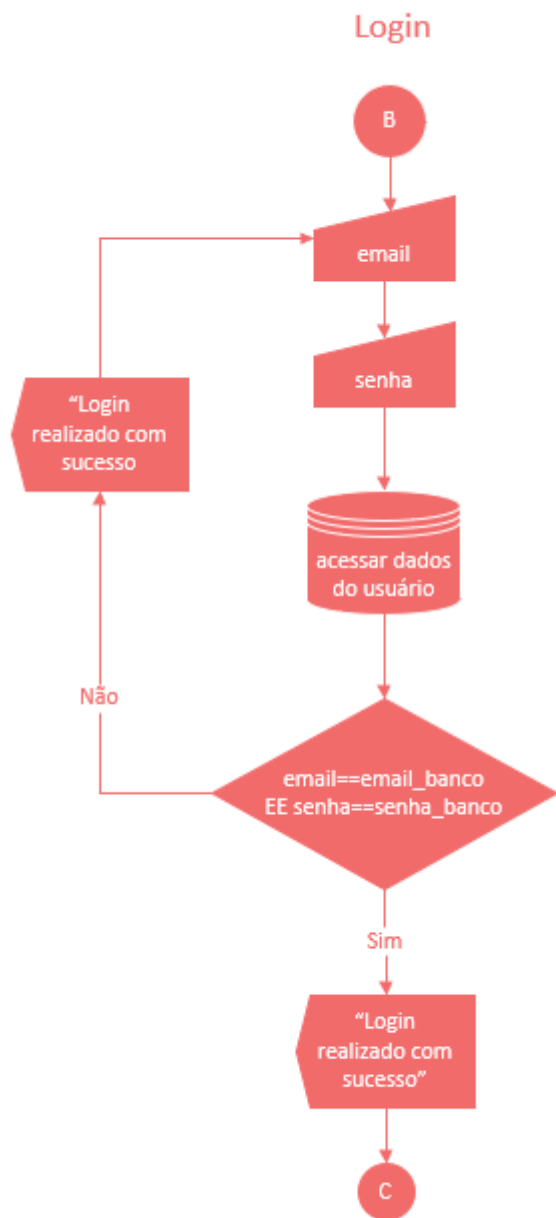 Login
B
email
senha
“Login
realizado com
sucesso
acessar dados
do usuário
Não
email==email_banco
EE senha==senha_banco
Sim
“Login
realizado com
sucesso”
C